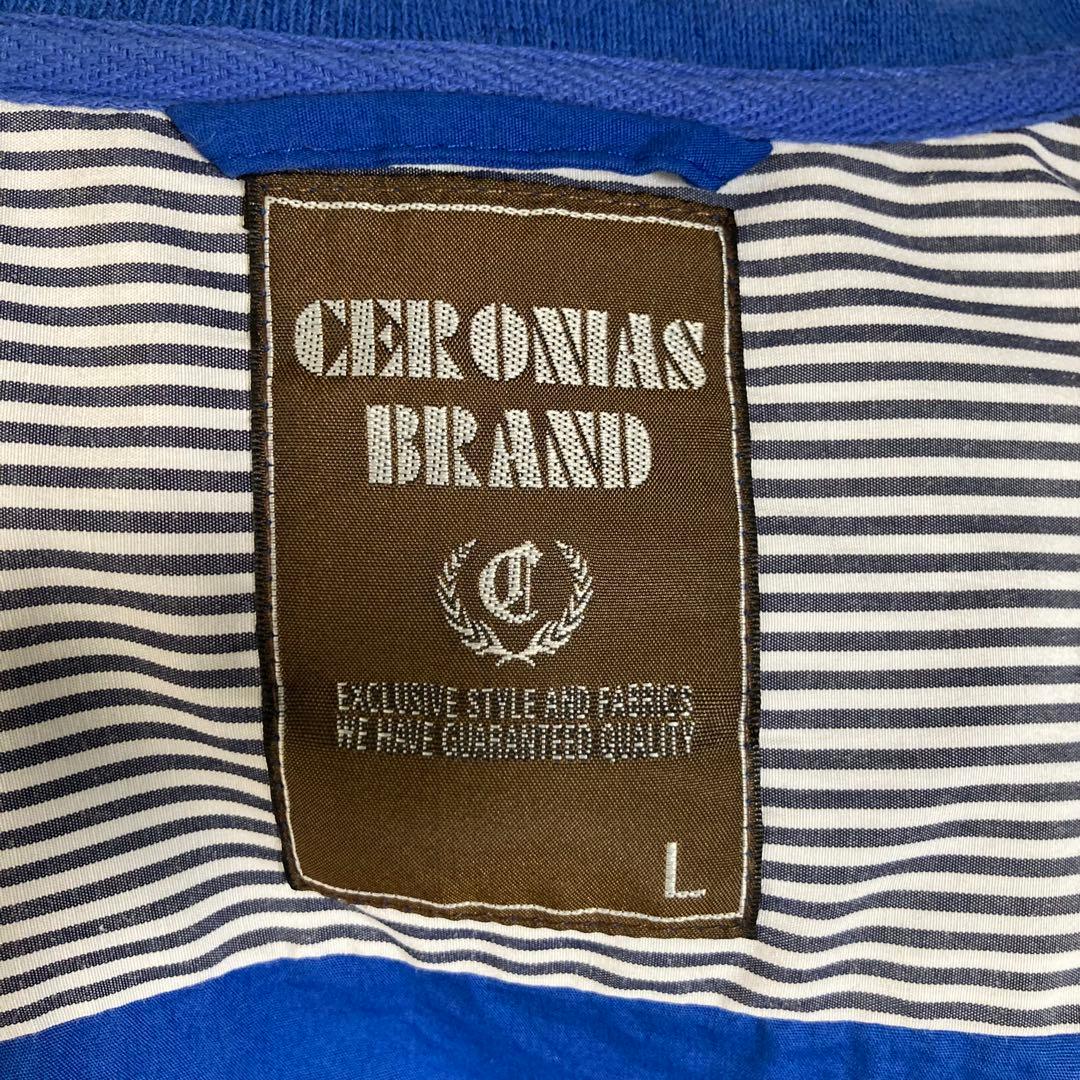 CERONIAS
BRAND
C
EXCLUSIVE STYLE AND FABRICS
WE HAVE GUARANTEED QUALITY
L